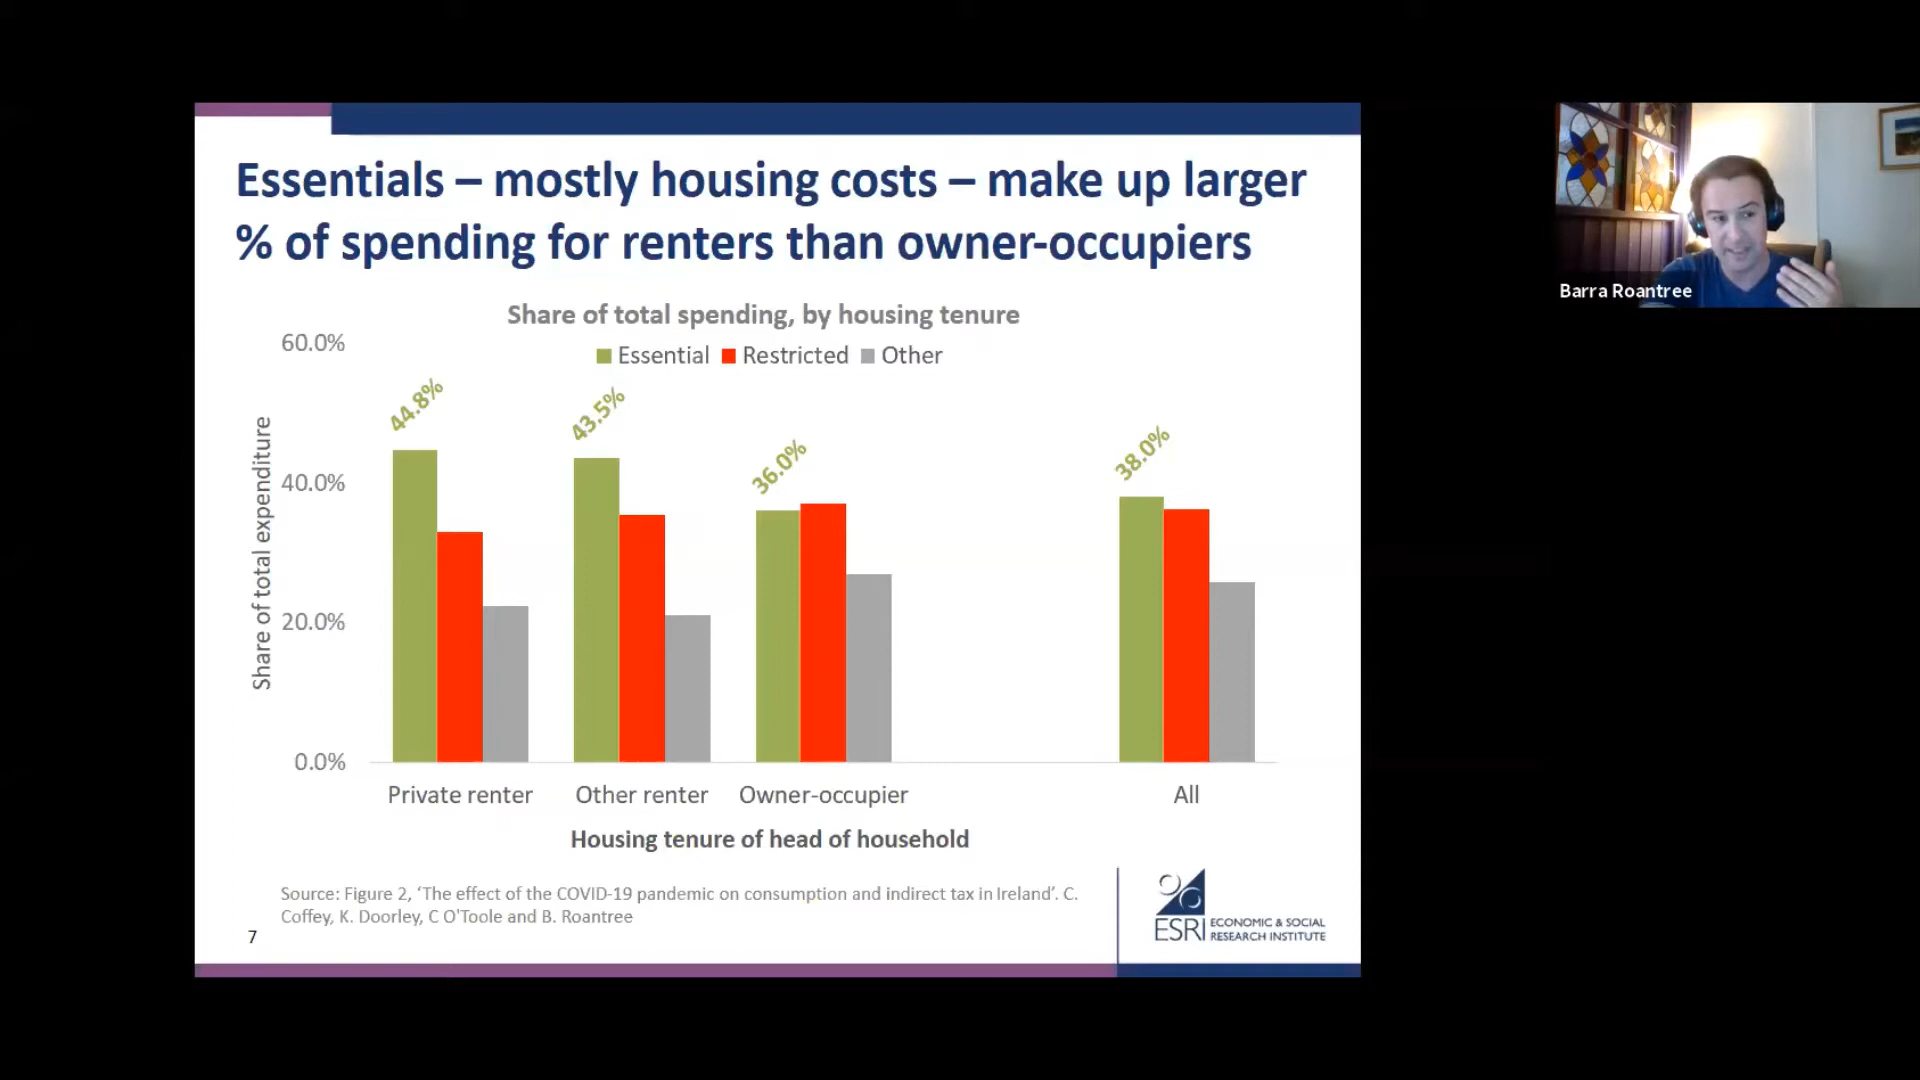 Essentials – mostly housing costs – make up larger
% of spending for renters than owner-occupiers
Share of total spending, by housing tenure
Essential Restricted Other
Share of total expenditure
60.0%
40.0%
20.0%
0.0%
44.8%
43.5%
36.0%
38.0%
Private renter Other renter Owner-occupier All
Housing tenure of head of household
Source: Figure 2, ‘The effect of the COVID-19 pandemic on consumption and indirect tax in Ireland’. C.
Coffey, K. Doorley, C O'Toole and B. Roantree
7
ESRI ECONOMIC & SOCIAL
RESEARCH INSTITUTE
Barra Roantree